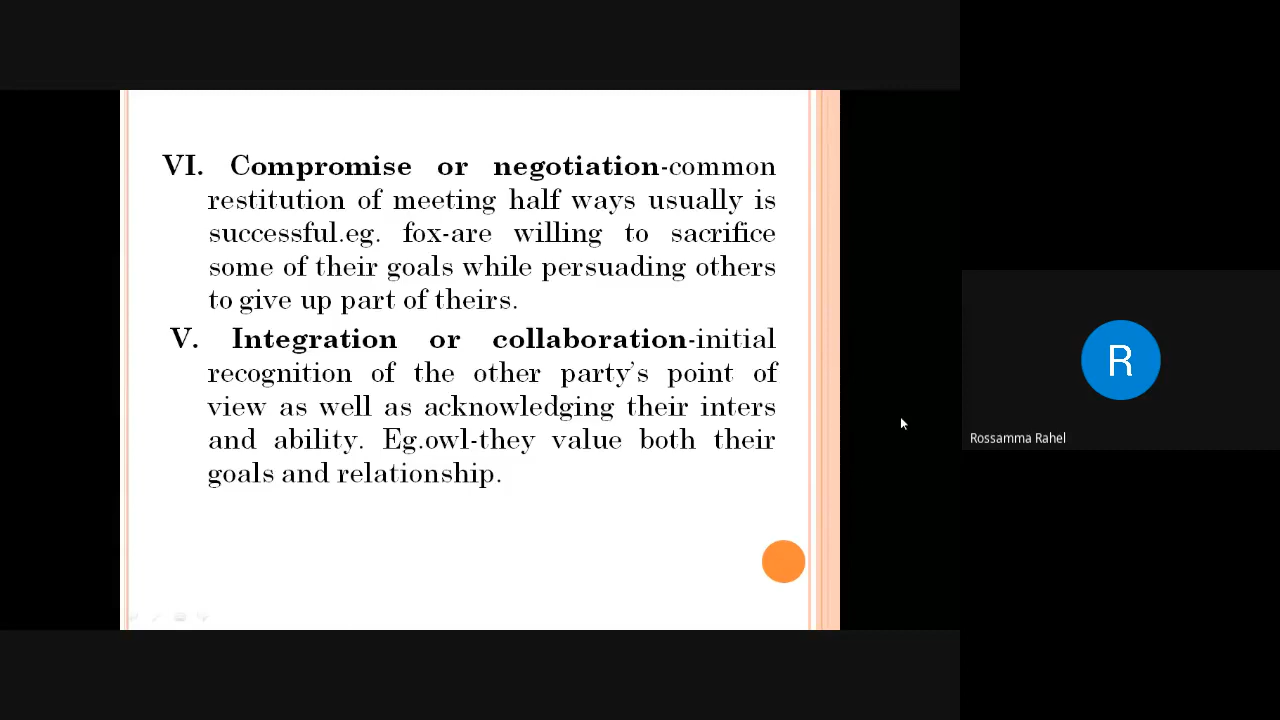 VI. Compromise or negotiation-common
restitution of meeting half ways usually is
successful.eg. fox-are willing to sacrifice
some of their goals while persuading others
to give up part of theirs.
V. Integration or collaboration-initial
recognition of the other party's point of
view as well as acknowledging their inters
and ability. Eg.owl-they value both their
goals and relationship.
R
Rossamma Rahel